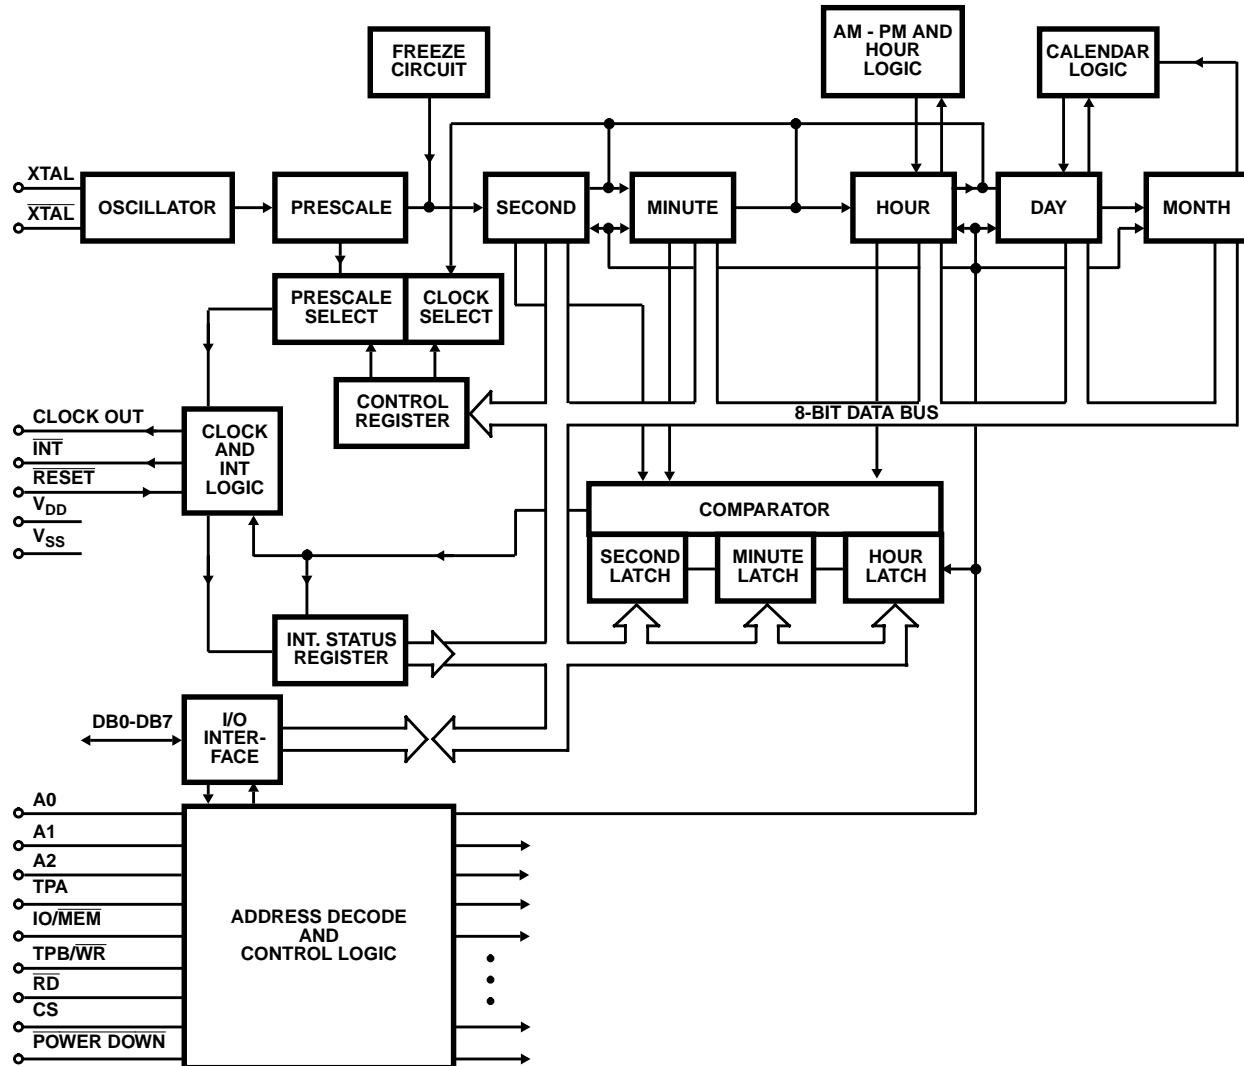 FREEZE
CIRCUIT
AM - PM AND
HOUR
LOGIC
CALENDAR
LOGIC
XTAL
XTAL
OSCILLATOR
PRESCALE
SECOND
MINUTE
HOUR
DAY
MONTH
PRESCALE
SELECT
CLOCK
SELECT
CONTROL
REGISTER
8-BIT DATA BUS
CLOCK OUT
INT
RESET
VDD
VSS
CLOCK
AND
INT
LOGIC
COMPARATOR
SECOND
LATCH
MINUTE
LATCH
HOUR
LATCH
INT. STATUS
REGISTER
DB0-DB7
I/O
INTER-
FACE
A0
A1
A2
TPA
IO/MEM
TPB/WR
RD
CS
POWER DOWN
ADDRESS DECODE
AND
CONTROL LOGIC